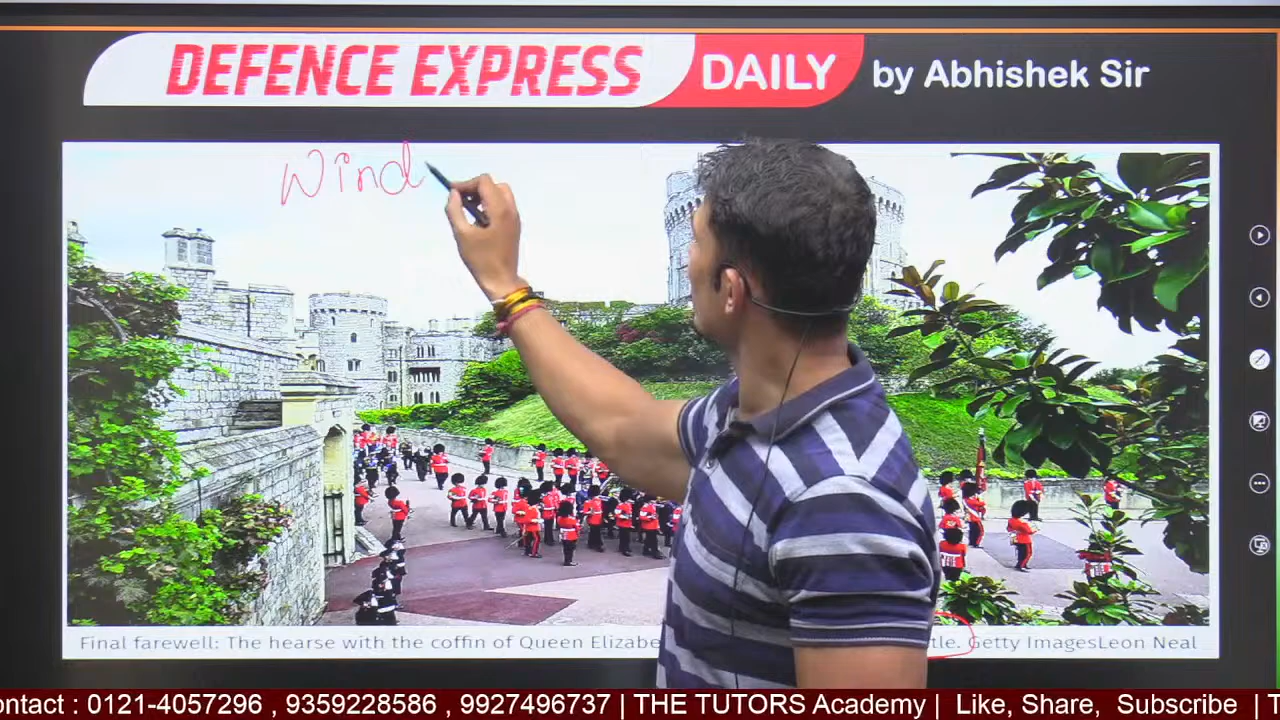 DEFENCE EXPRESS DAILY by Abhishek Sir
Wind
Final farewell: The hearse with the coffin of Queen Elizabe tle. Getty ImagesLeon Neal
ontact : 0121-4057296 , 9359228586 , 9927496737 | THE TUTORS Academy | Like, Share, Subscribe | T